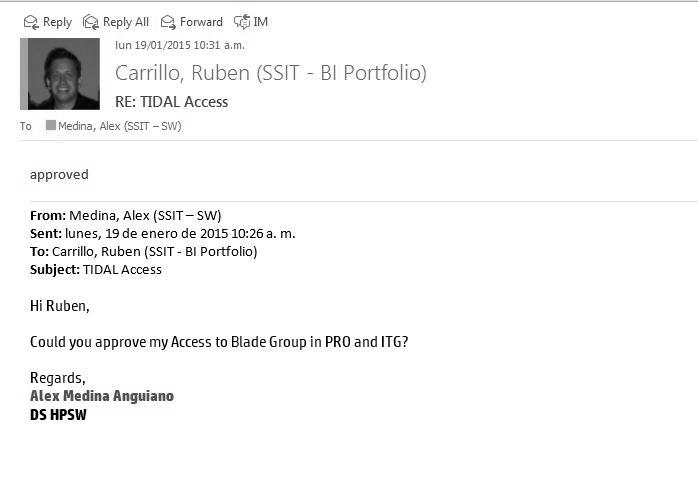 Reply Reply All Forward IM
lun 19/01/2015 10:31 a.m.
Carrillo, Ruben (SSIT - BI Portfolio)
RE: TIDAL Access
To Medina, Alex (SSIT – SW)
approved
From: Medina, Alex (SSIT – SW)
Sent: lunes, 19 de enero de 2015 10:26 a. m.
To: Carrillo, Ruben (SSIT - BI Portfolio)
Subject: TIDAL Access
Hi Ruben,
Could you approve my Access to Blade Group in PRO and ITG?
Regards,
Alex Medina Anguiano
DS HPSW